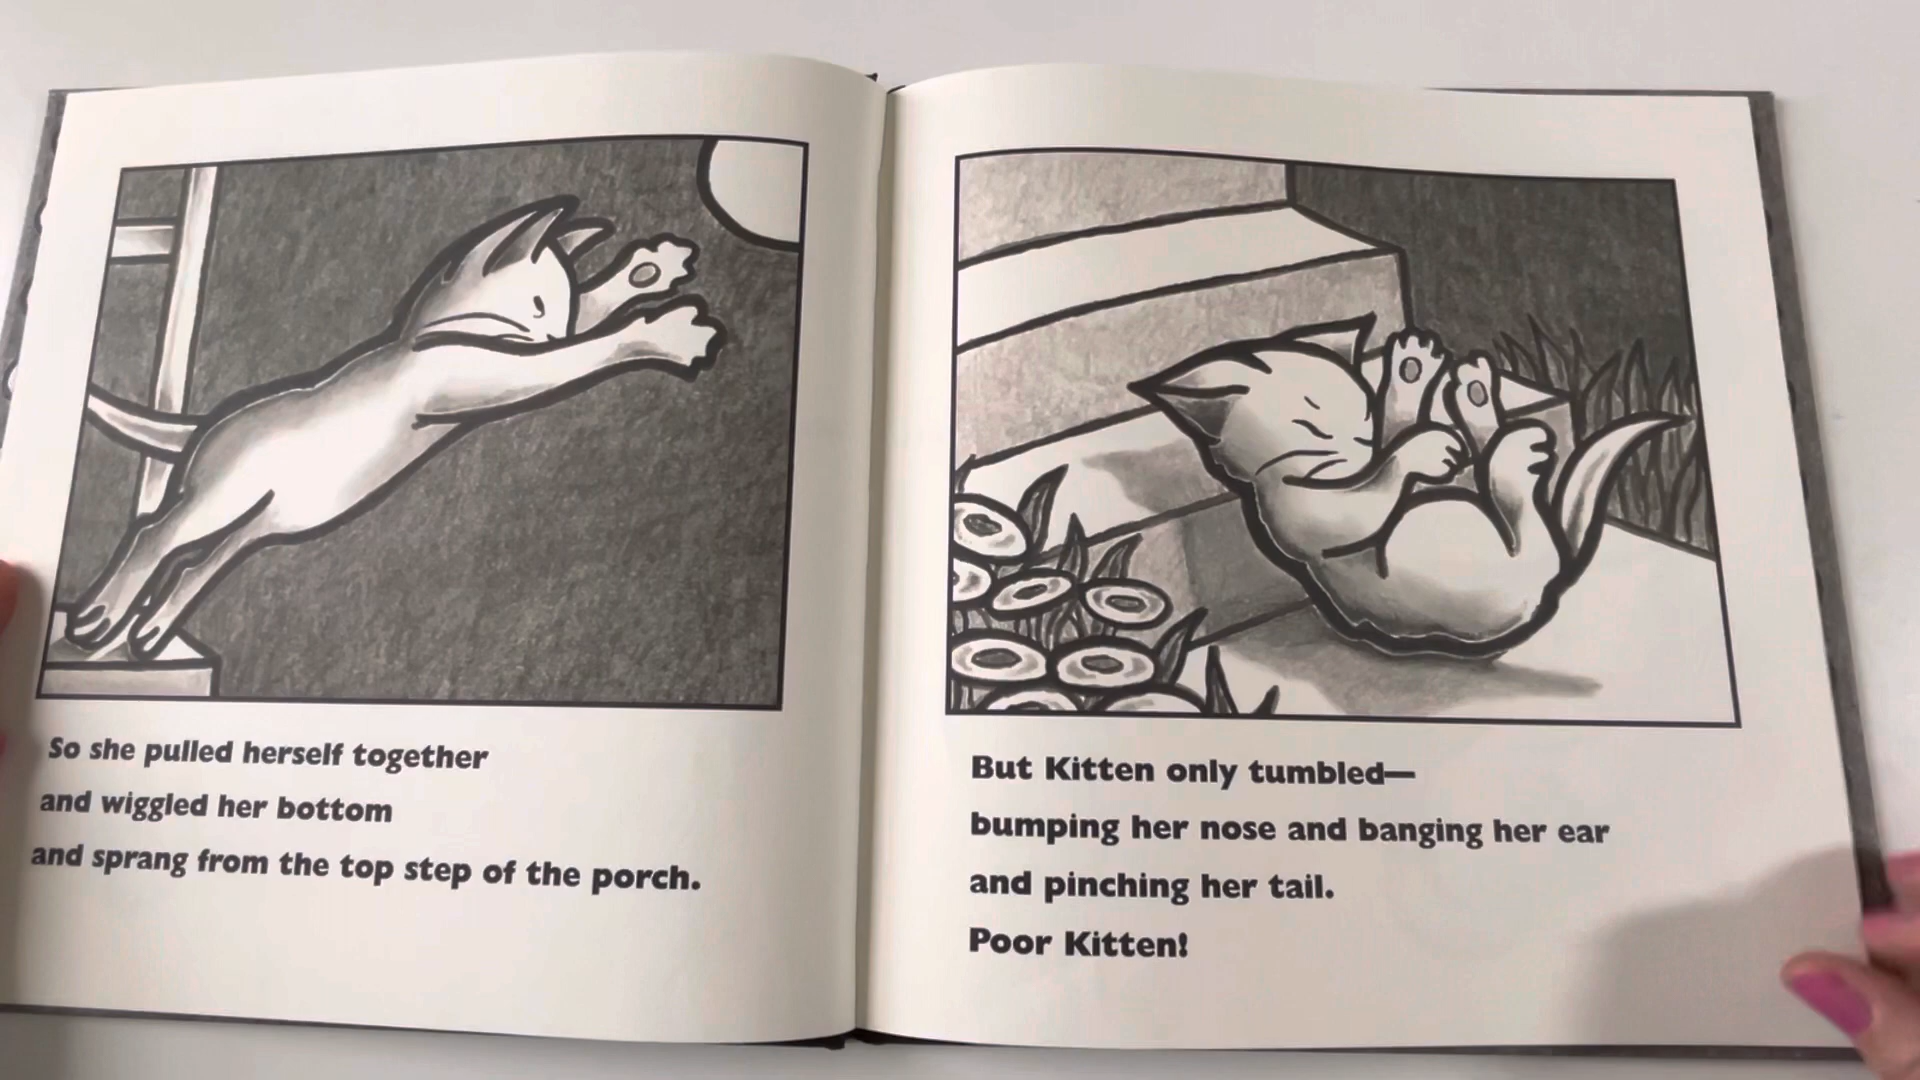 So she pulled herself together
and wiggled her bottom
and sprang from the top step of the porch.
But Kitten only tumbled—
bumping her nose and banging her ear
and pinching her tail.
Poor Kitten!